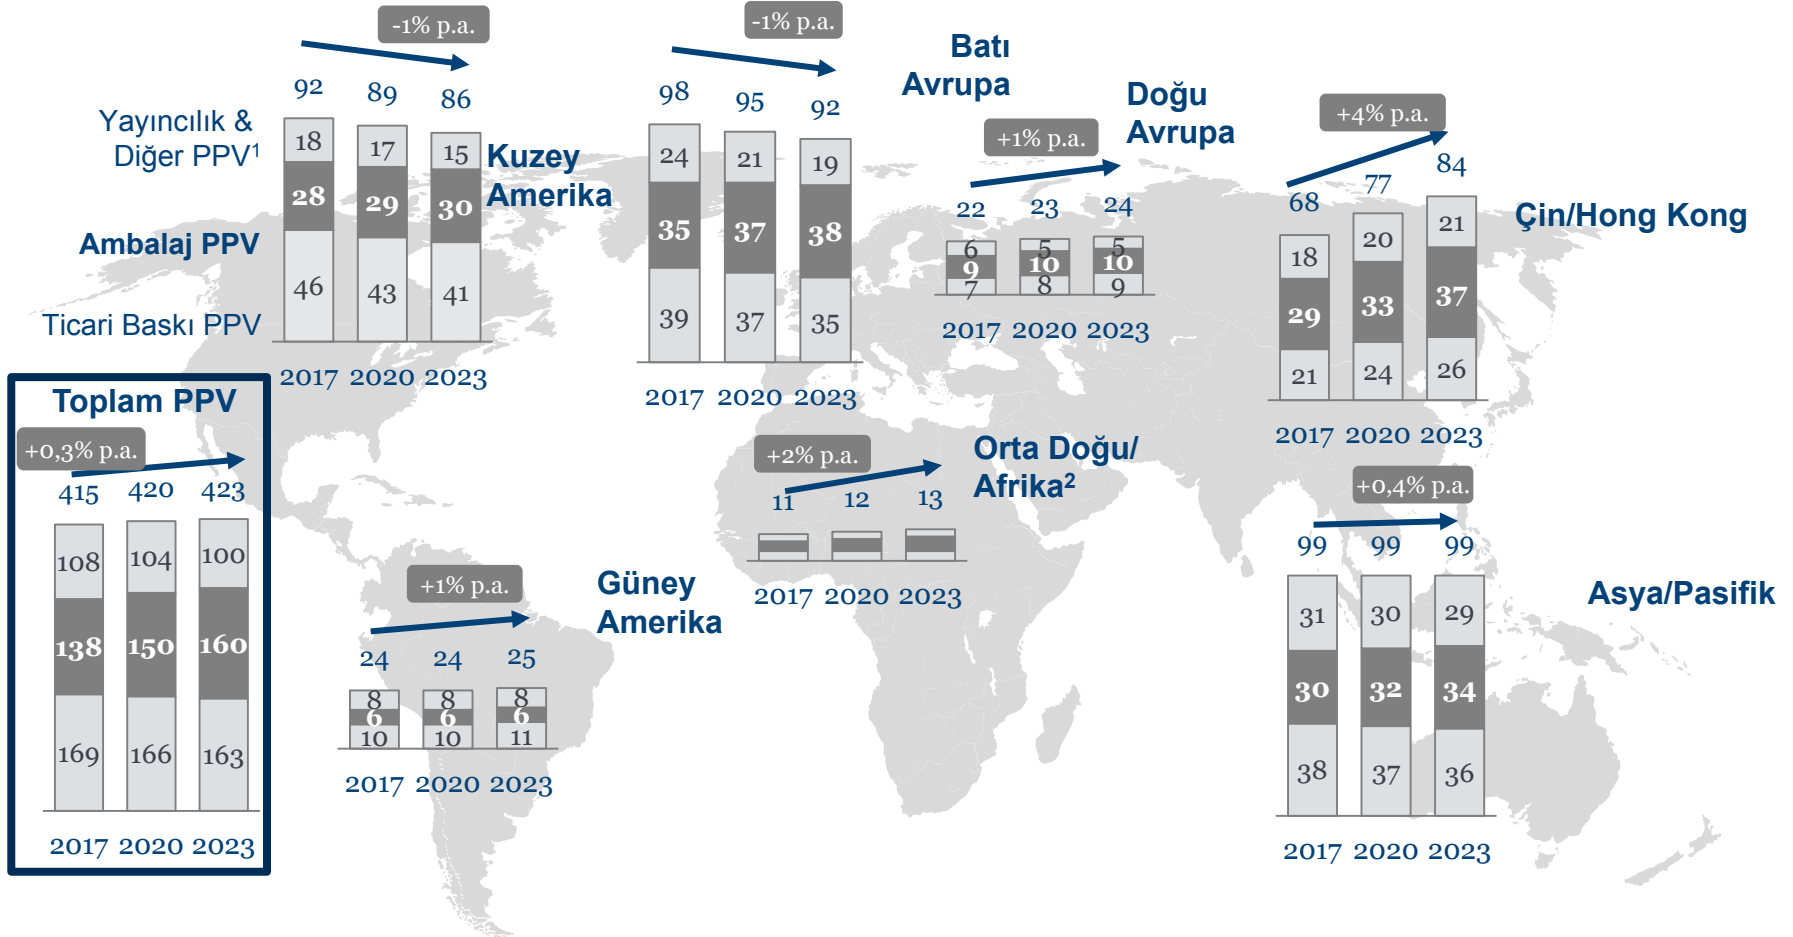 -1% p.a.
92 89 86
Yayıncılık &
Diğer PPV1
Ambalaj PPV
Ticari Baskı PPV
18 17 15
28 29 30
46 43 41
2017 2020 2023
Kuzey
Amerika
-1% p.a.
98 95 92
24 21 19
35 37 38
39 37 35
2017 2020 2023
Batı
Avrupa
+1% p.a.
22 23 24
6 5 5
9 10 10
7 8 9
2017 2020 2023
Doğu
Avrupa
+4% p.a.
68 77 84
18 20 21
29 33 37
21 24 26
2017 2020 2023
Çin/Hong Kong
Toplam PPV
+0,3% p.a.
415 420 423
108 104 100
138 150 160
169 166 163
2017 2020 2023
+1% p.a.
24 24 25
8 8 8
6 6 6
10 10 11
2017 2020 2023
Güney
Amerika
+2% p.a.
11 12 13
2017 2020 2023
Orta Doğu/
Afrika2
+0,4% p.a.
99 99 99
31 30 29
30 32 34
38 37 36
2017 2020 2023
Asya/Pasifik